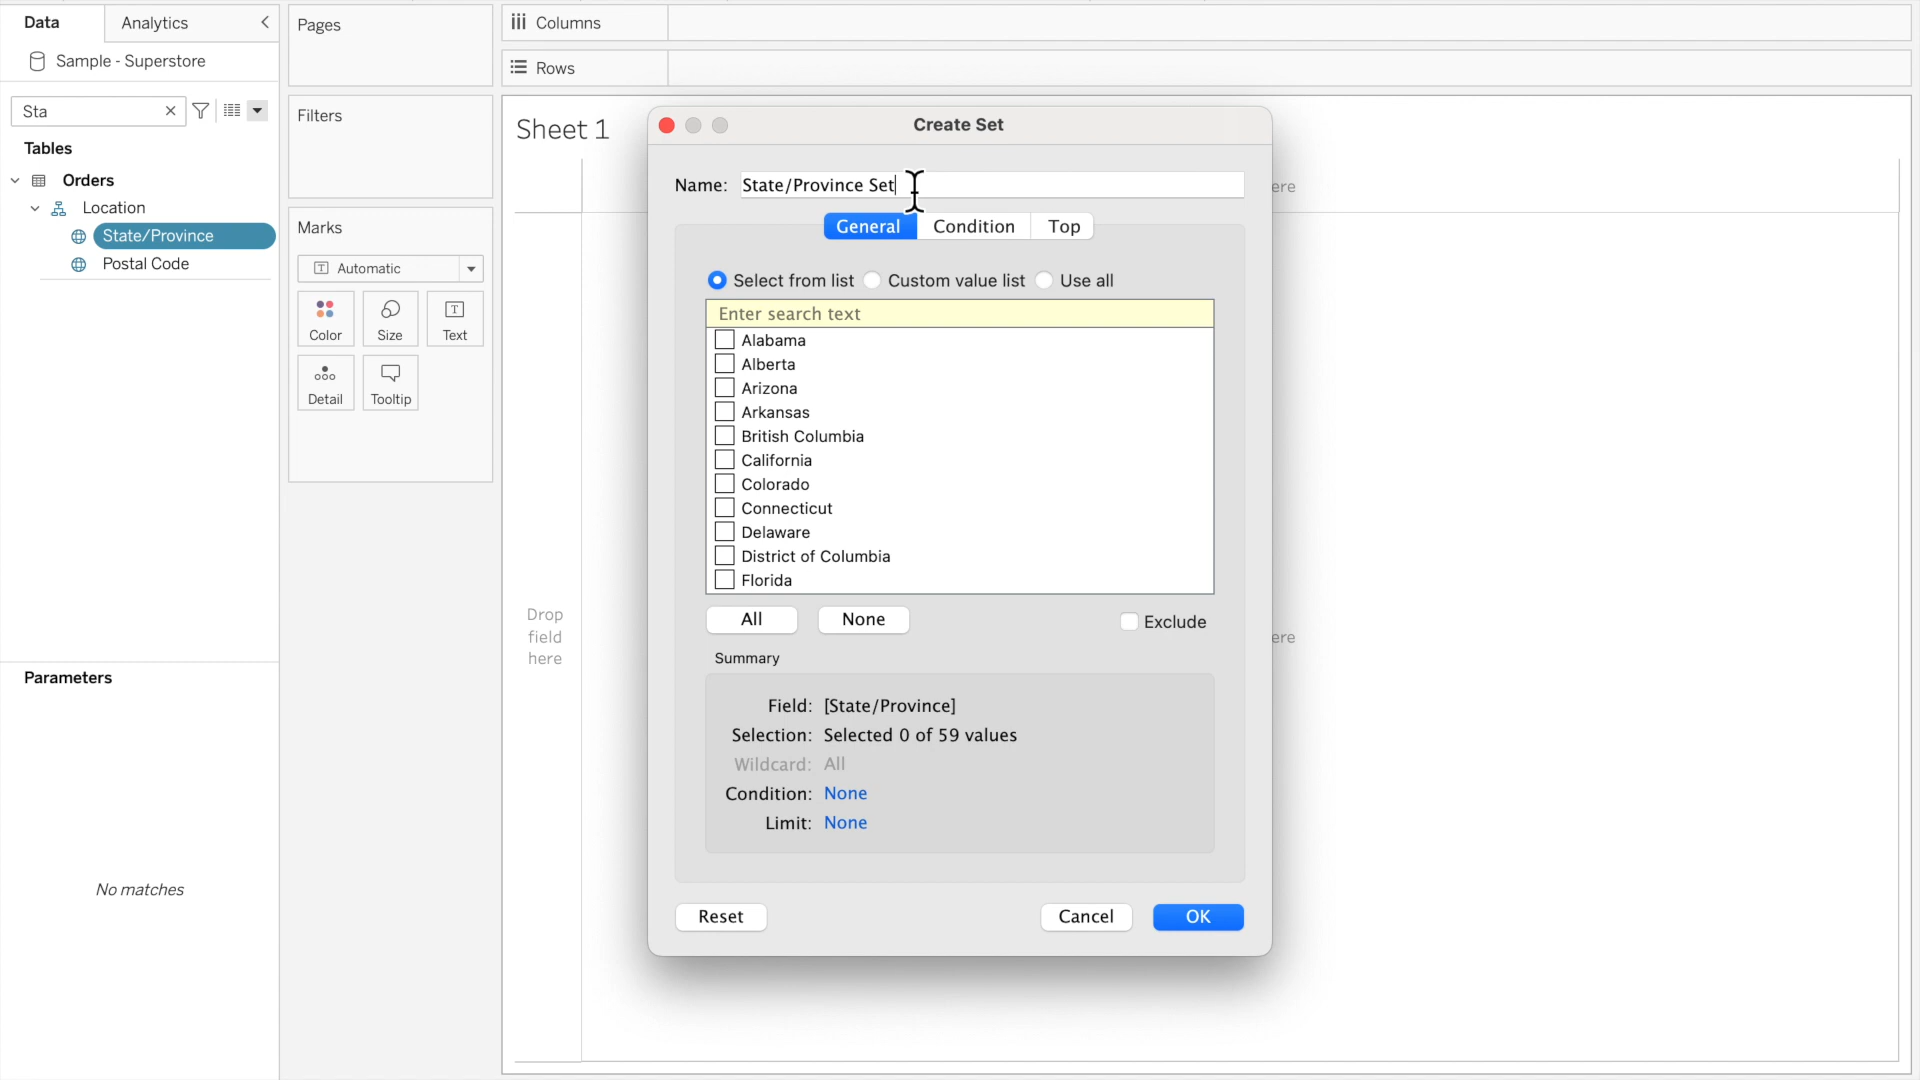 Data
Analytics
Sample - Superstore
Sta
Tables
Orders
Location
State/Province
Postal Code
Parameters
No matches
Pages
Filters
Marks
Automatic
Color
Size
Text
Detail
Tooltip
Columns
Rows
Sheet 1
Drop
field
here
ere
ere
Create Set
Name: State/Province Set
General
Condition
Top
Select from list
Custom value list
Use all
Enter search text
Alabama
Alberta
Arizona
Arkansas
British Columbia
California
Colorado
Connecticut
Delaware
District of Columbia
Florida
All
None
Exclude
Summary
Field: [State/Province]
Selection: Selected 0 of 59 values
Wildcard: All
Condition: None
Limit: None
Reset
Cancel
OK